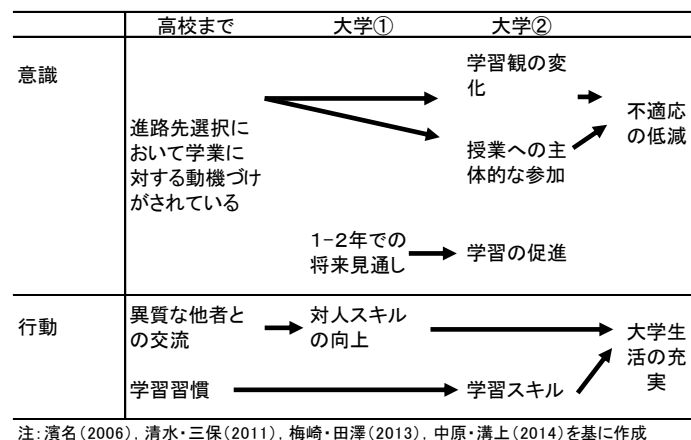 高校まで 大学① 大学②
意識
学習観の変
化
不適応
の低減
進路先選択に
おいて学業に
対する動機づけ
がされている
授業への主
体的な参加
1-2年での
将来見通し
学習の促進
行動
異質な他者と
の交流
対人スキル
の向上
大学生
活の充
実
学習習慣
学習スキル
注:濱名(2006),清水・三保(2011),梅崎・田澤(2013),中原・溝上(2014)を基に作成